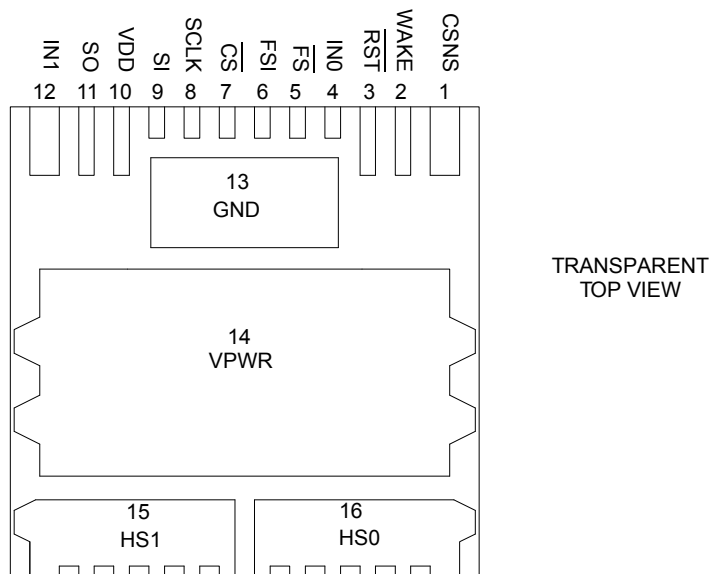 IN1
SO
VDD
SI
SCLK
CS
FSI
FS
IN0
RST
WAKE
CSNS
12 11 10 9 8 7 6 5 4 3 2 1
13
GND
TRANSPARENT
TOP VIEW
14
VPWR
15
HS1
16
HS0